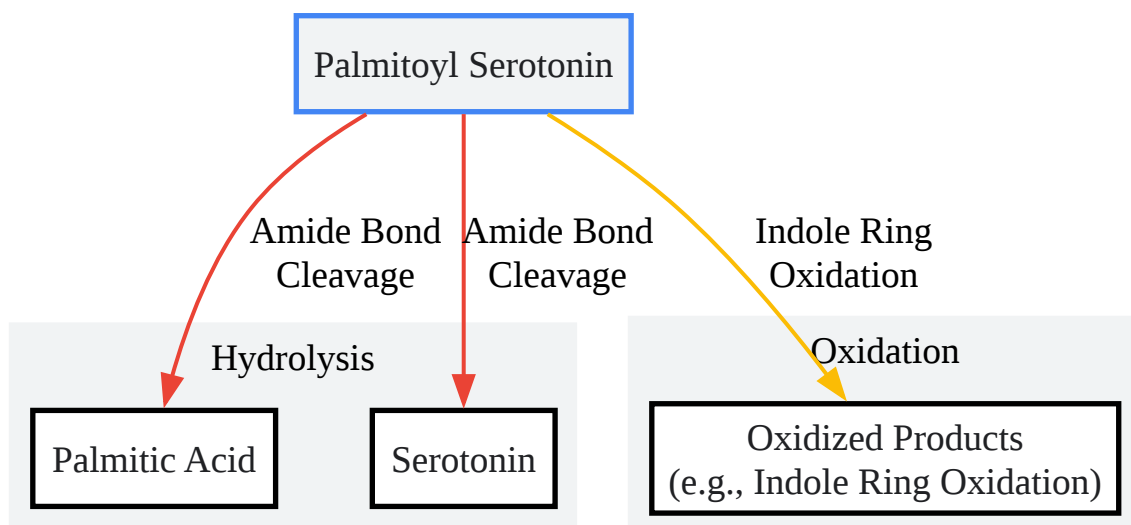 Palmitoyl Serotonin
Amide Bond
Cleavage
Amide Bond
Cleavage
Indole Ring
Oxidation
Hydrolysis
Oxidation
Palmitic Acid
Serotonin
Oxidized Products
(e.g., Indole Ring Oxidation)